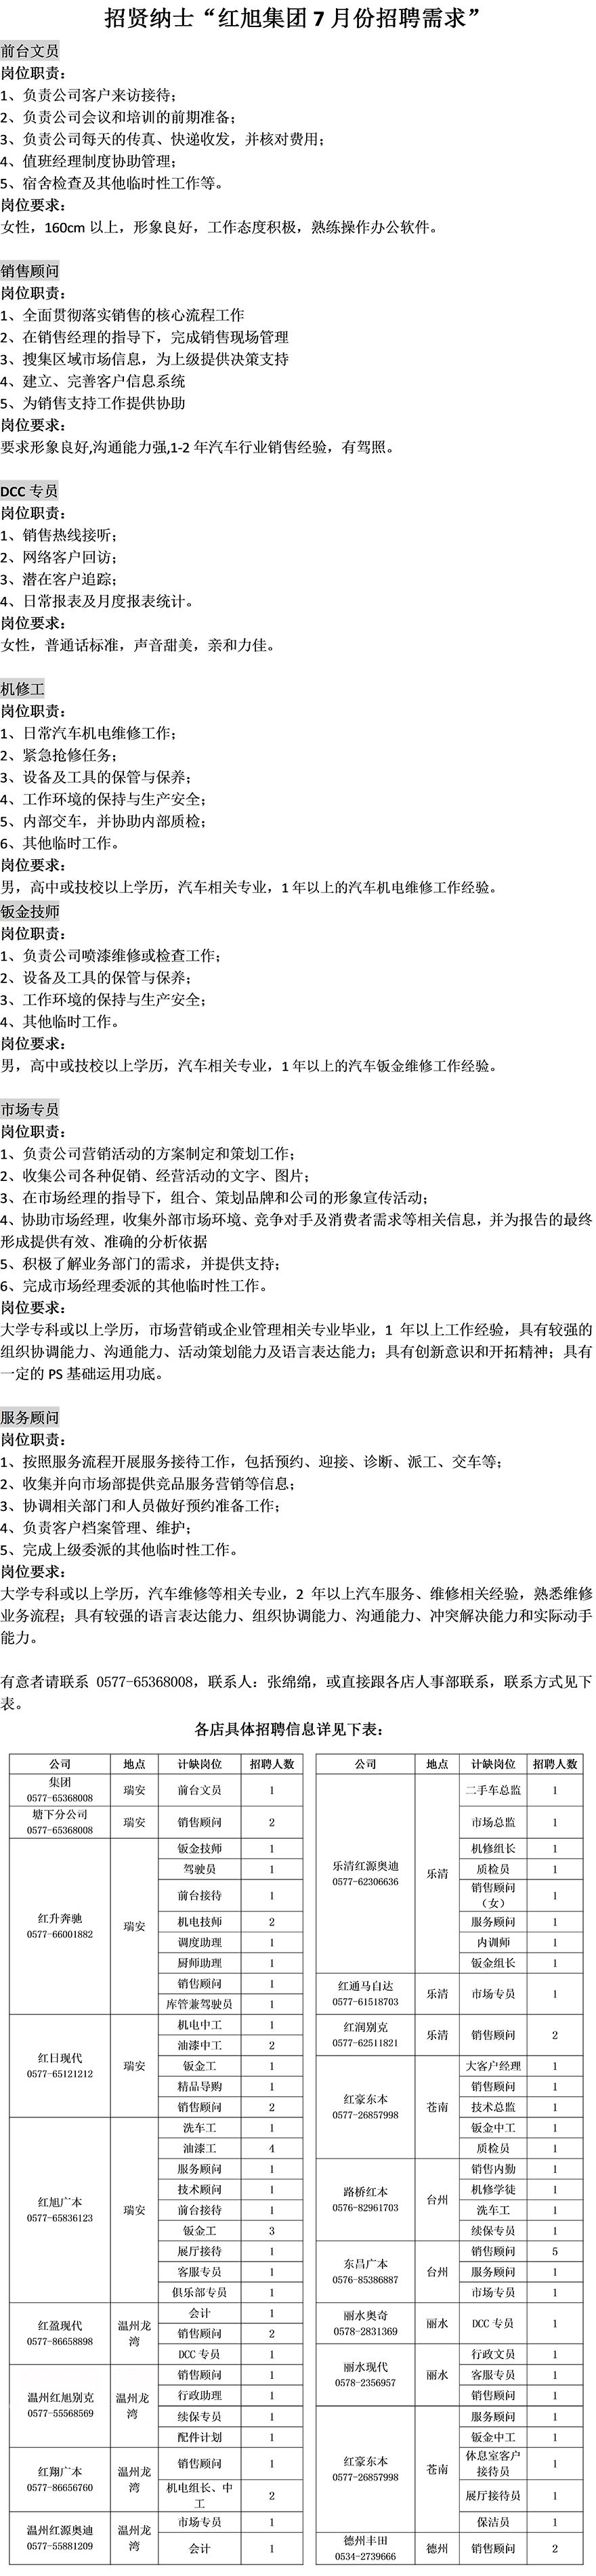 招贤纳士“红旭集团 7 月份招聘需求”
前台文员
岗位职责：
1、负责公司客户来访接待；
2、负责公司会议和培训的前期准备；
3、负责公司每天的传真、快递收发，并核对费用；
4、值班经理制度协助管理；
5、宿舍检查及其他临时性工作等。
岗位要求：
女性，160cm 以上，形象良好，工作态度积极，熟练操作办公软件。
销售顾问
岗位职责：
1、全面贯彻落实销售的核心流程工作
2、在销售经理的指导下，完成销售现场管理
3、搜集区域市场信息，为上级提供决策支持
4、建立、完善客户信息系统
5、为销售支持工作提供协助
岗位要求：
要求形象良好,沟通能力强,1-2 年汽车行业销售经验，有驾照。
DCC 专员
岗位职责：
1、销售热线接听；
2、网络客户回访；
3、潜在客户追踪；
4、日常报表及月度报表统计。
岗位要求：
女性，普通话标准，声音甜美，亲和力佳。
机修工
岗位职责：
1、日常汽车机电维修工作；
2、紧急抢修任务；
3、设备及工具的保管与保养；
4、工作环境的保持与生产安全；
5、内部交车，并协助内部质检；
6、其他临时工作。
岗位要求：
男，高中或技校以上学历，汽车相关专业，1 年以上的汽车机电维修工作经验。
钣金技师
岗位职责：
1、负责公司喷漆维修或检查工作；
2、设备及工具的保管与保养；
3、工作环境的保持与生产安全；
4、其他临时工作。
岗位要求：
男，高中或技校以上学历，汽车相关专业，1 年以上的汽车钣金维修工作经验。
市场专员
岗位职责：
1、负责公司营销活动的方案制定和策划工作；
2、收集公司各种促销、经营活动的文字、图片；
3、在市场经理的指导下，组合、策划品牌和公司的形象宣传活动；
4、协助市场经理，收集外部市场环境、竞争对手及消费者需求等相关信息，并为报告的最终
形成提供有效、准确的分析依据
5、积极了解业务部门的需求，并提供支持；
6、完成市场经理委派的其他临时性工作。
岗位要求：
大学专科或以上学历，市场营销或企业管理相关专业毕业，1 年以上工作经验，具有较强的
组织协调能力、沟通能力、活动策划能力及语言表达能力；具有创新意识和开拓精神；具有
一定的 PS 基础运用功底。
服务顾问
岗位职责：
1、按照服务流程开展服务接待工作，包括预约、迎接、诊断、派工、交车等；
2、收集并向市场部提供竞品服务营销等信息；
3、协调相关部门和人员做好预约准备工作；
4、负责客户档案管理、维护；
5、完成上级委派的其他临时性工作。
岗位要求：
大学专科或以上学历，汽车维修等相关专业，2 年以上汽车服务、维修相关经验，熟悉维修
业务流程；具有较强的语言表达能力、组织协调能力、沟通能力、冲突解决能力和实际动手
能力。
有意者请联系 0577-65368008，联系人：张绵绵，或直接跟各店人事部联系，联系方式见下
表。
各店具体招聘信息详见下表：
公司 地点 计缺岗位 招聘人数
集团
0577-65368008 瑞安 前台文员 1
塘下分公司
0577-65368008 瑞安 销售顾问 2
红升奔驰
0577-66001882 瑞安
钣金技师 1
驾驶员 1
前台接待 1
机电技师 2
调度助理 1
厨师助理 1
销售顾问 1
库管兼驾驶员 1
红日现代
0577-65121212 瑞安
机电中工 1
油漆中工 2
钣金工 1
精品导购 1
销售顾问 2
红旭广本
0577-65836123 瑞安
洗车工 1
油漆工 4
服务顾问 1
技术顾问 1
前台接待 1
钣金工 3
展厅接待 1
客服专员 1
俱乐部专员 1
红盈现代
0577-86658898 温州龙湾
会计 1
销售顾问 2
DCC 专员 1
温州红旭别克
0577-55568569 温州龙湾
销售顾问 1
行政助理 1
续保专员 1
配件计划 1
红翔广本
0577-86656760 温州龙湾
销售顾问 1
机电组长、中工 2
温州红源奥迪
0577-55881209 温州龙湾
市场专员 1
会计 1
公司 地点 计缺岗位 招聘人数
乐清红源奥迪
0577-62306636 乐清
二手车总监 1
市场总监 1
机修组长 1
质检员 1
销售顾问（女） 1
服务顾问 1
内训师 1
钣金组长 1
红通马自达
0577-61518703 乐清 市场专员 1
红润别克
0577-62511821 乐清 销售顾问 2
红豪东本
0577-26857998 苍南
大客户经理 1
销售顾问 1
技术总监 1
钣金中工 1
质检员 1
路桥红本
0576-82961703 台州
销售内勤 1
机修学徒 1
洗车工 1
续保专员 1
东昌广本
0576-85386887 台州
销售顾问 5
服务顾问 1
市场专员 1
丽水奥奇
0578-2831369 丽水 DCC 专员 1
丽水现代
0578-2356957 丽水
行政文员 1
客服专员 1
销售顾问 1
红豪东本
0577-26857998 苍南
服务顾问 1
钣金中工 1
休息室客户接待员 1
展厅接待员 1
保洁员 1
德州丰田
0534-2739666 德州 销售顾问 2